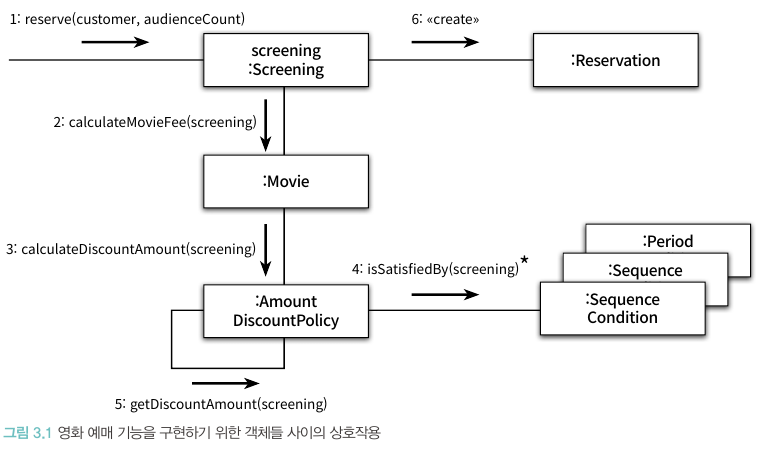 1: reserve(customer, audienceCount)
6: «create»
screening
:Screening
:Reservation
2: calculateMovieFee(screening)
:Movie
3: calculateDiscountAmount(screening)
4: isSatisfiedBy(screening)*
:Period
:Sequence
:Sequence
Condition
:Amount
DiscountPolicy
5: getDiscountAmount(screening)
그림 3.1 영화 예매 기능을 구현하기 위한 객체들 사이의 상호작용